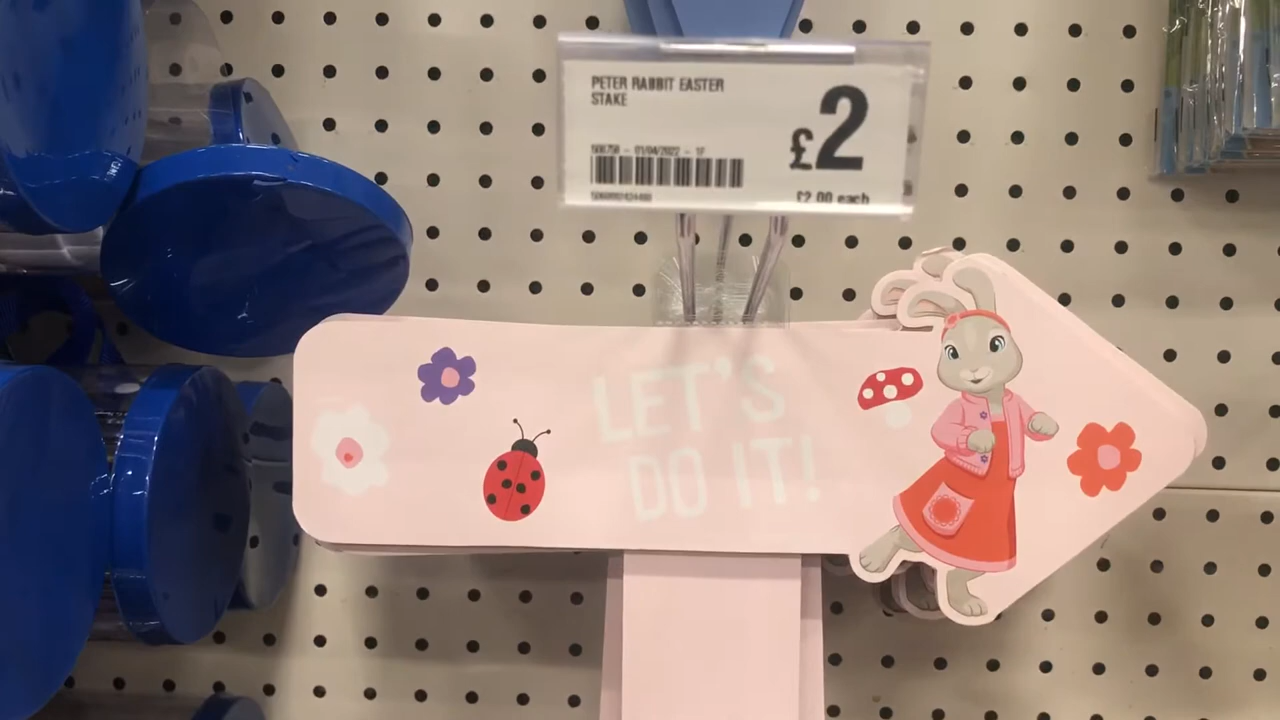 PETER RABBIT EASTER
STAKE
£2
£2.00 each
LET'S
DO IT!